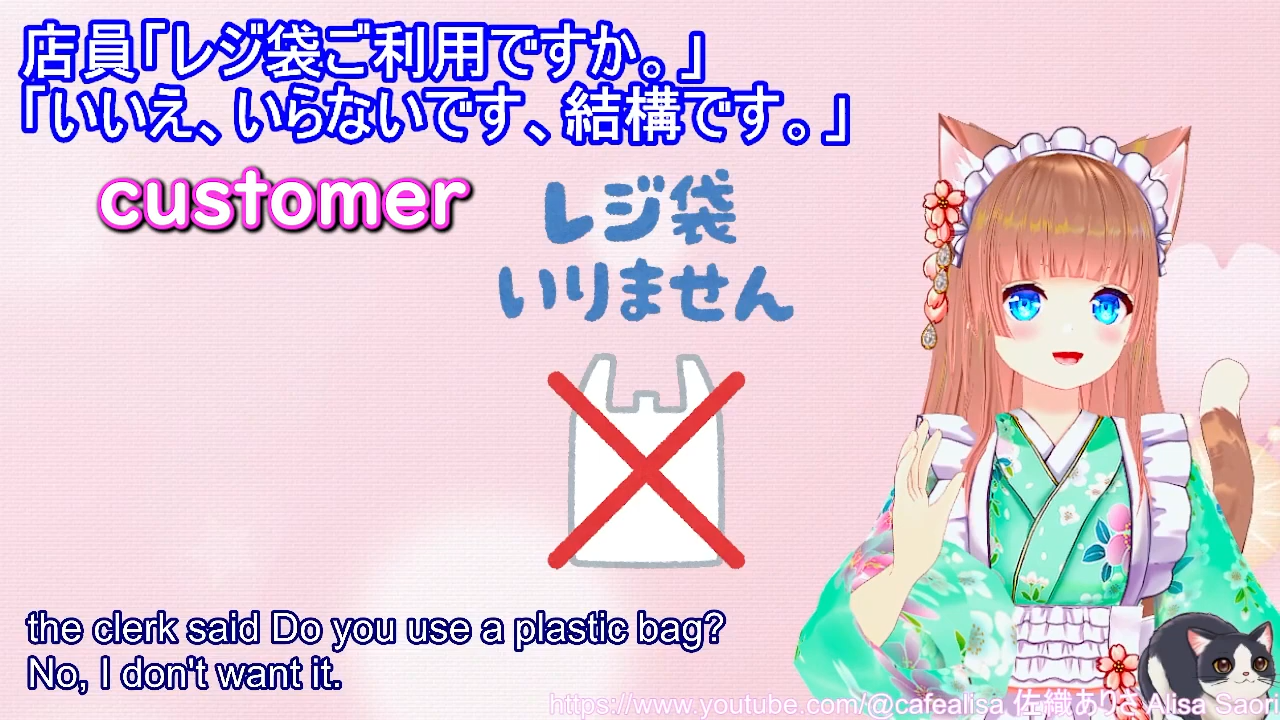 店員「レジ袋ご利用ですか。」
「いいえ、いらないです、結構です。」
customer
レジ袋
いりません
the clerk said Do you use a plastic bag?
No, I don't want it.
https://www.youtube.com/@cafealisa 佐織ありさ Alisa Saori